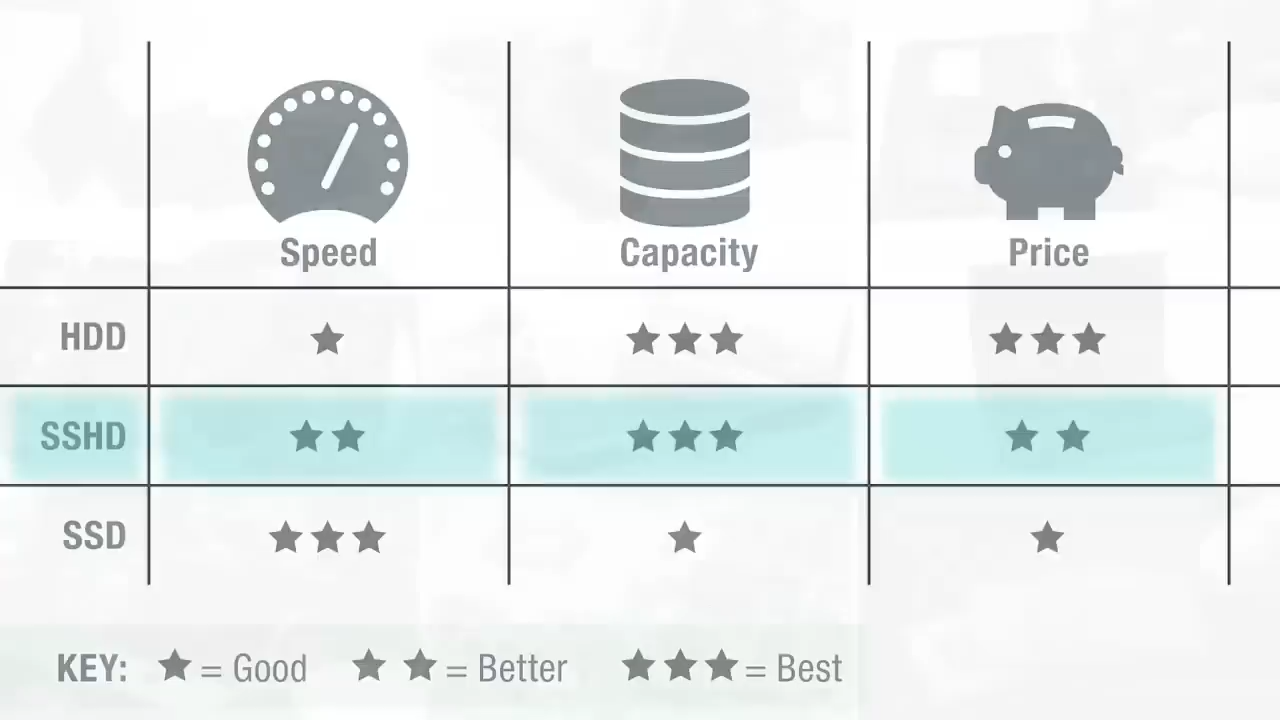 Speed Capacity Price
HDD ★ ★★★ ★★★
SSHD ★★ ★★★ ★ ★
SSD ★★★ ★ ★
KEY: ★ = Good ★ ★ = Better ★★★ = Best